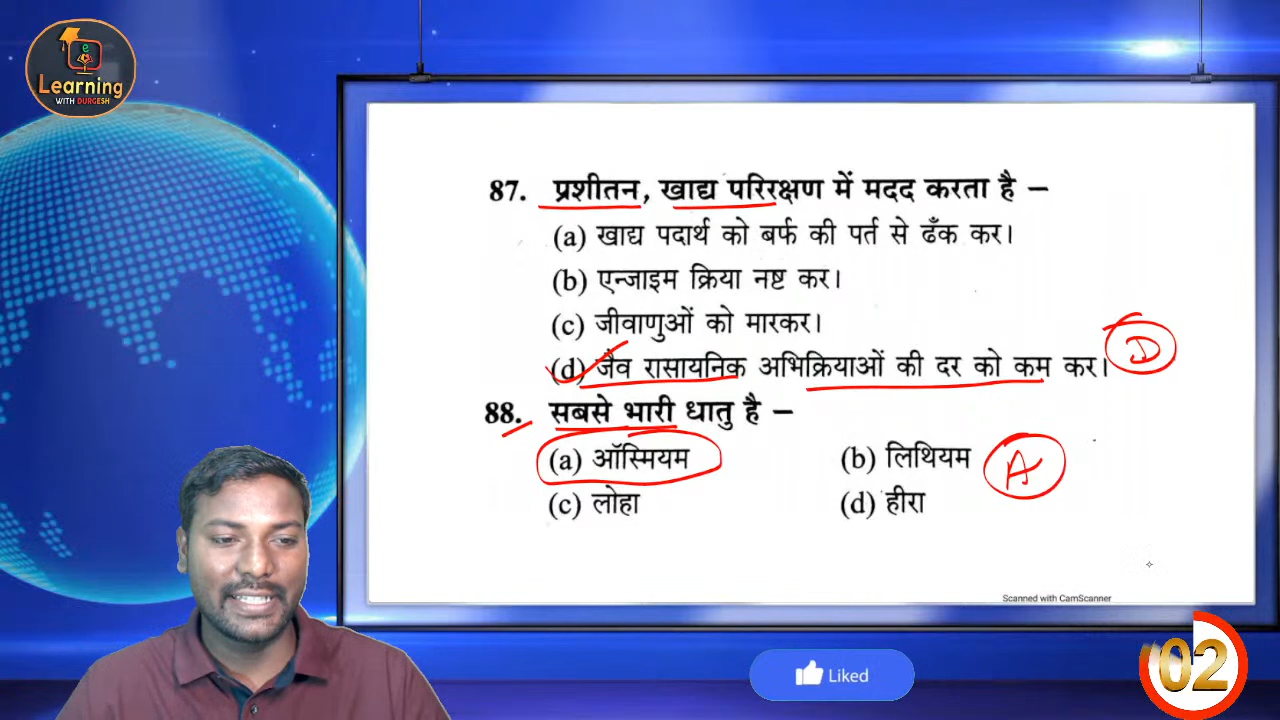 e
Learning
WITH DURGESH
87. प्रशीतन, खाद्य परिरक्षण में मदद करता है –
(a) खाद्य पदार्थ को बर्फ की पर्त से ढँक कर।
(b) एन्जाइम क्रिया नष्ट कर।
(c) जीवाणुओं को मारकर।
(d) जैव रासायनिक अभिक्रियाओं की दर को कम कर। D
88. सबसे भारी धातु है –
(a) ऑस्मियम (b) लिथियम A
(c) लोहा (d) हीरा
Scanned with CamScanner
Liked
02